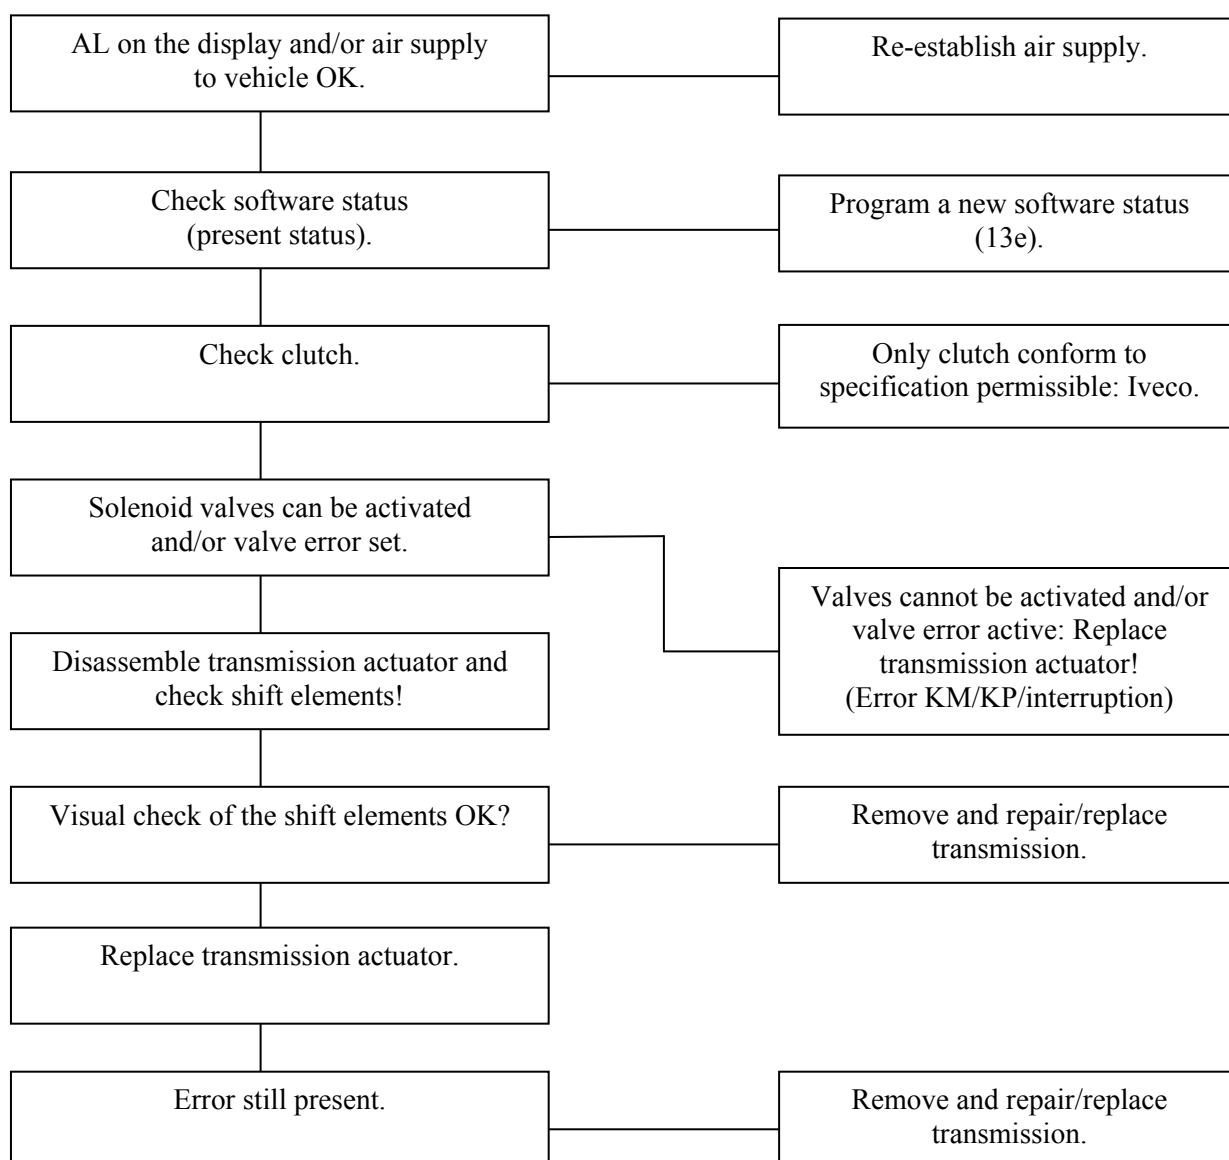 AL on the display and/or air supply
to vehicle OK.
Re-establish air supply.
Check software status
(present status).
Program a new software status
(13e).
Check clutch.
Only clutch conform to
specification permissible: Iveco.
Solenoid valves can be activated
and/or valve error set.
Valves cannot be activated and/or
valve error active: Replace
transmission actuator!
(Error KM/KP/interruption)
Disassemble transmission actuator and
check shift elements!
Visual check of the shift elements OK?
Remove and repair/replace
transmission.
Replace transmission actuator.
Error still present.
Remove and repair/replace
transmission.